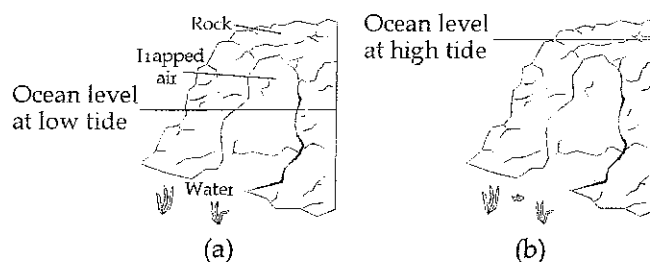 Rock
Trapped
air
Ocean level
at low tide
Water
(a)
Ocean level
at high tide
(b)